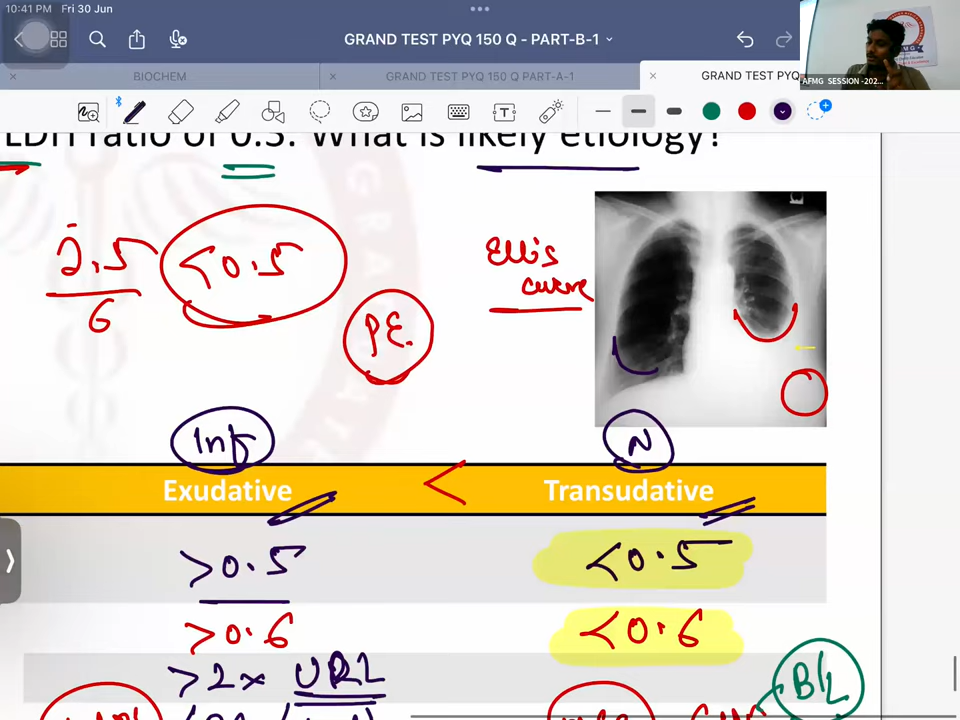 10:41 PM Fri 30 Jun
GRAND TEST PYQ 150 Q - PART-B-1
BIOCHEM
GRAND TEST PYQ 150 Q PART-A-1
GRAND TEST PYQ
AFMG SESSION -202...
LDH ratio of 0.3. What is likely etiology?
2.5
6
<0.5
PE.
Ellis
curve
Inf
N
Exudative < Transudative
>0.5 <0.5
>0.6 <0.6
>2x URL
B/L